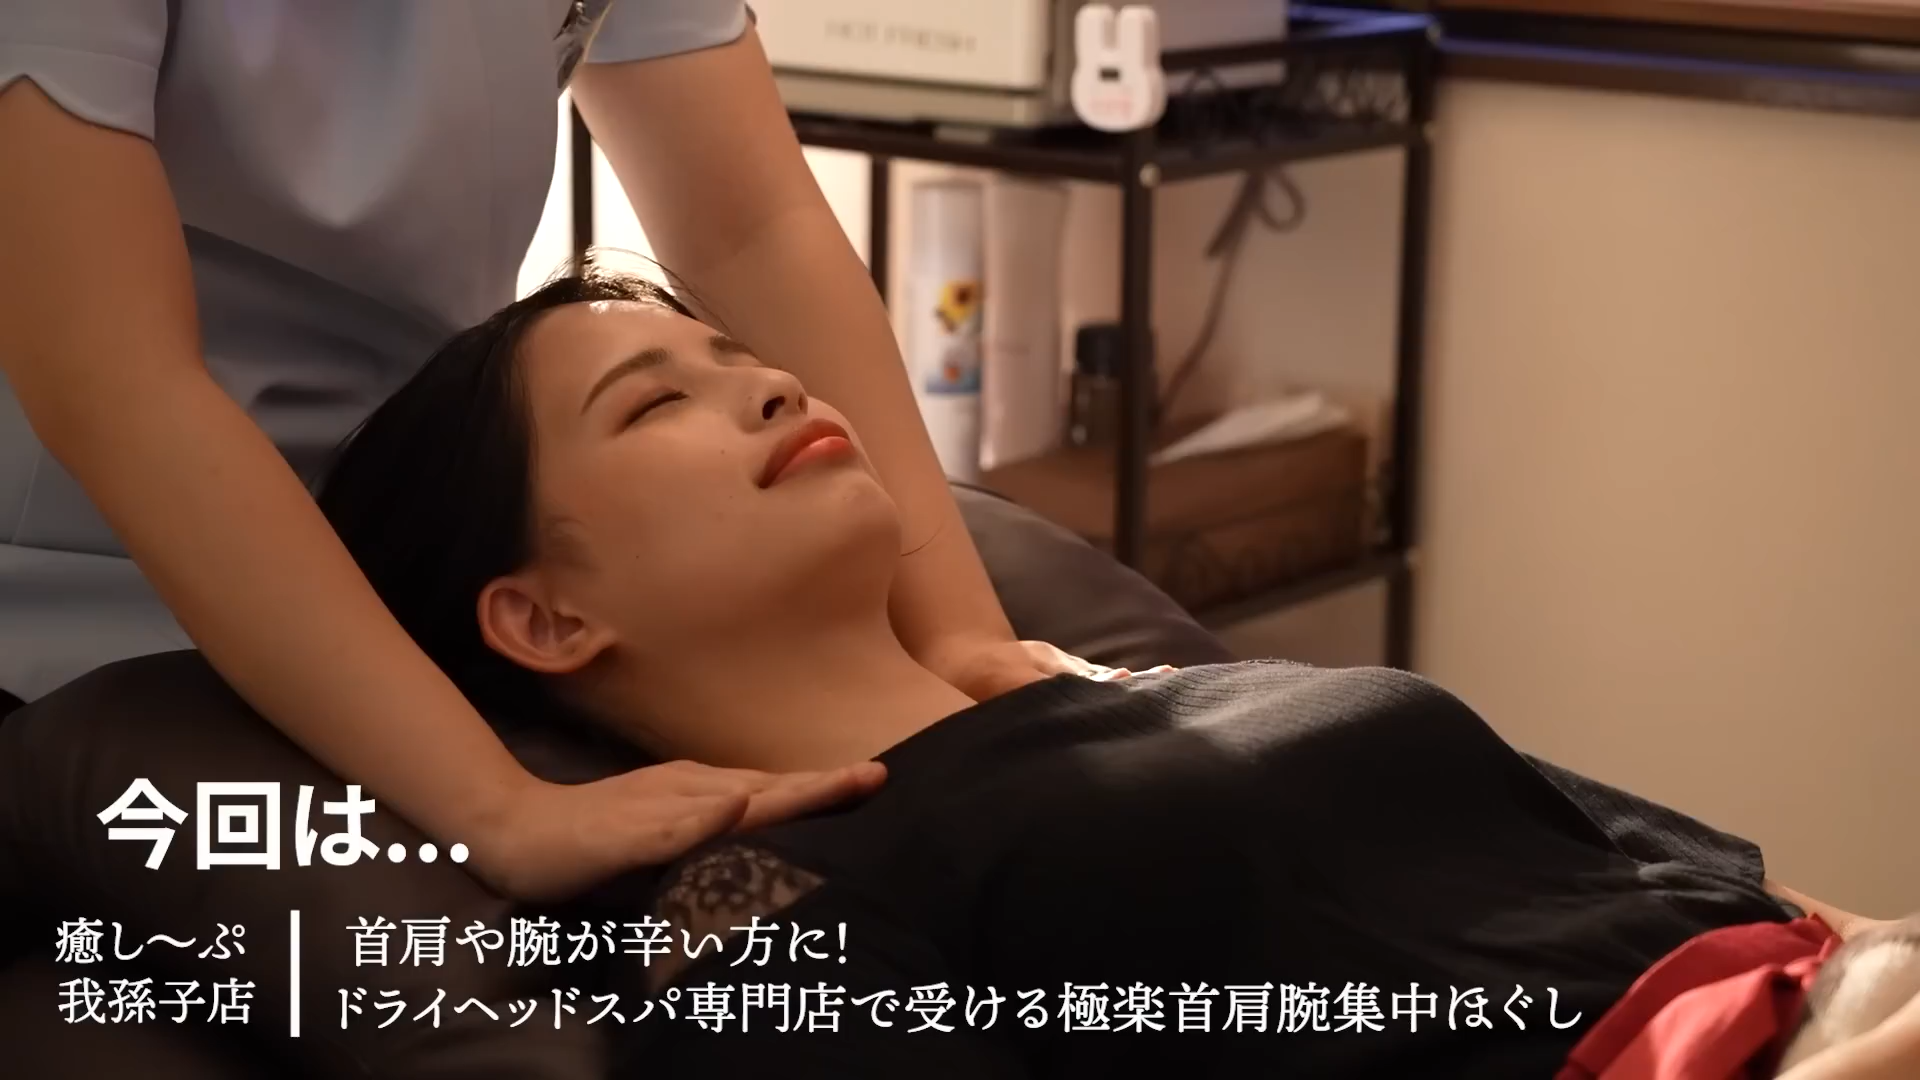 HOT FRESH
今回は...
癒し〜ぷ
我孫子店
首肩や腕が辛い方に!
ドライヘッドスパ専門店で受ける極楽首肩腕集中ほぐし